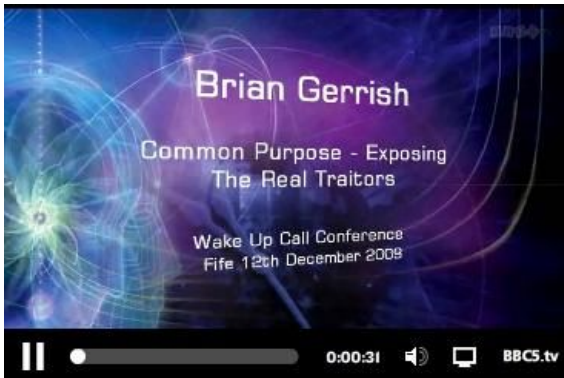 Brian Gerrish
Common Purpose - Exposing
The Real Traitors
Wake Up Call Conference
Fife 12th December 2009
0:00:31
BBC5.tv